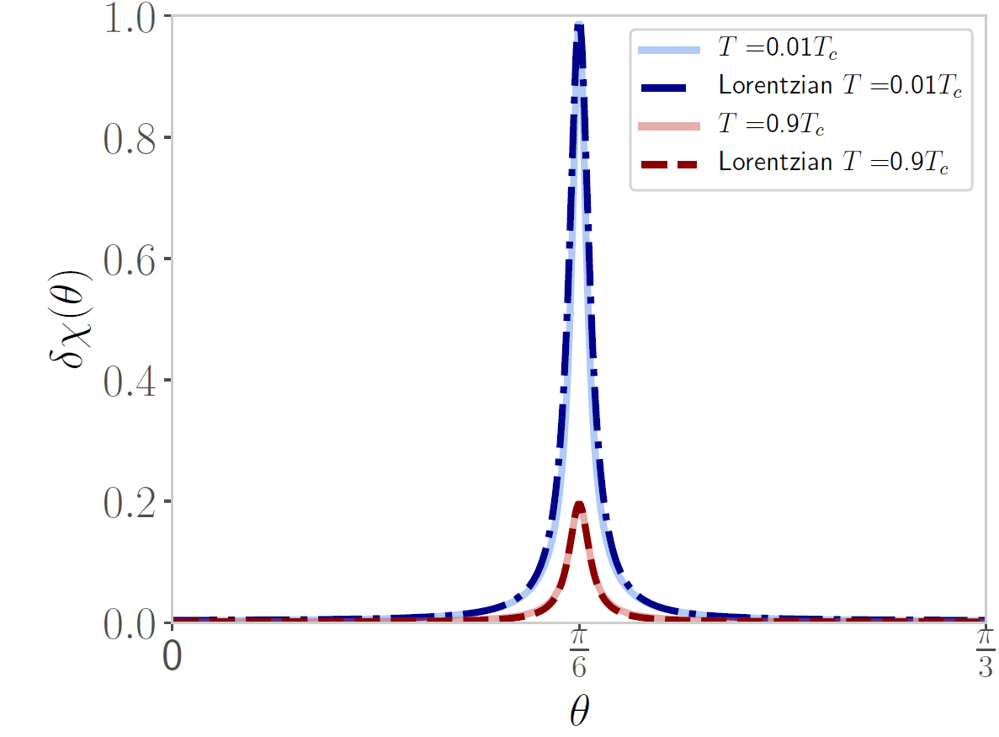 1.0
0.8
0.6
0.4
0.2
0.0
δχ(θ)
T =0.01T_c
Lorentzian T =0.01T_c
T =0.9T_c
Lorentzian T =0.9T_c
0
π/6
π/3
θ